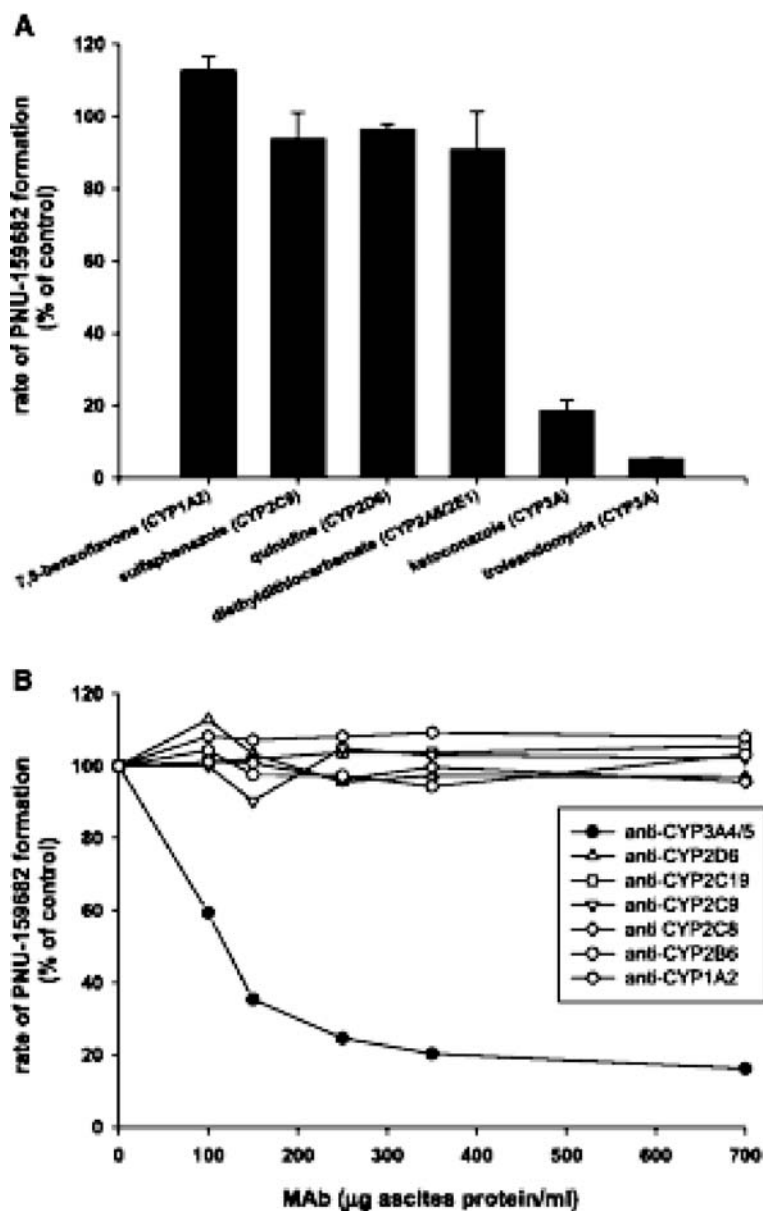 A
rate of PNU-159682 formation
(% of control)
120
100
80
60
40
20
0
7,8-benzoflavone (CYP1A2)
sulfaphenazole (CYP2C9)
quinidine (CYP2D6)
diethyldithiocarbamate (CYP2A6/2E1)
ketoconazole (CYP3A)
troleandomycin (CYP3A)
B
rate of PNU-159682 formation
(% of control)
120
100
80
60
40
20
0
anti-CYP3A4/5
anti-CYP2D6
anti-CYP2C19
anti-CYP2C9
anti CYP2C8
anti-CYP2B6
anti-CYP1A2
0 100 200 300 400 500 600 700
MAb (µg ascites protein/ml)